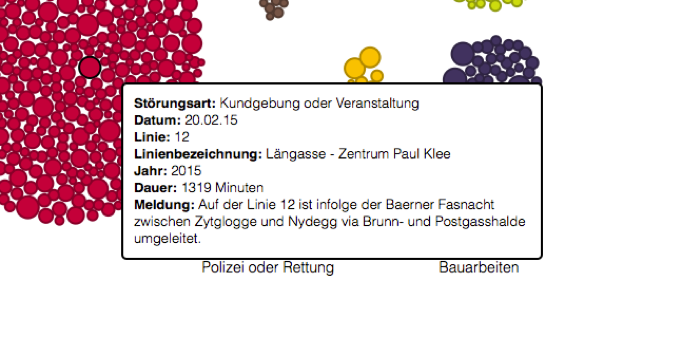 Störungsart: Kundgebung oder Veranstaltung
Datum: 20.02.15
Linie: 12
Linienbezeichnung: Längasse - Zentrum Paul Klee
Jahr: 2015
Dauer: 1319 Minuten
Meldung: Auf der Linie 12 ist infolge der Baerner Fasnacht
zwischen Zytglogge und Nydegg via Brunn- und Postgasshalde
umgeleitet.
Polizei oder Rettung
Bauarbeiten